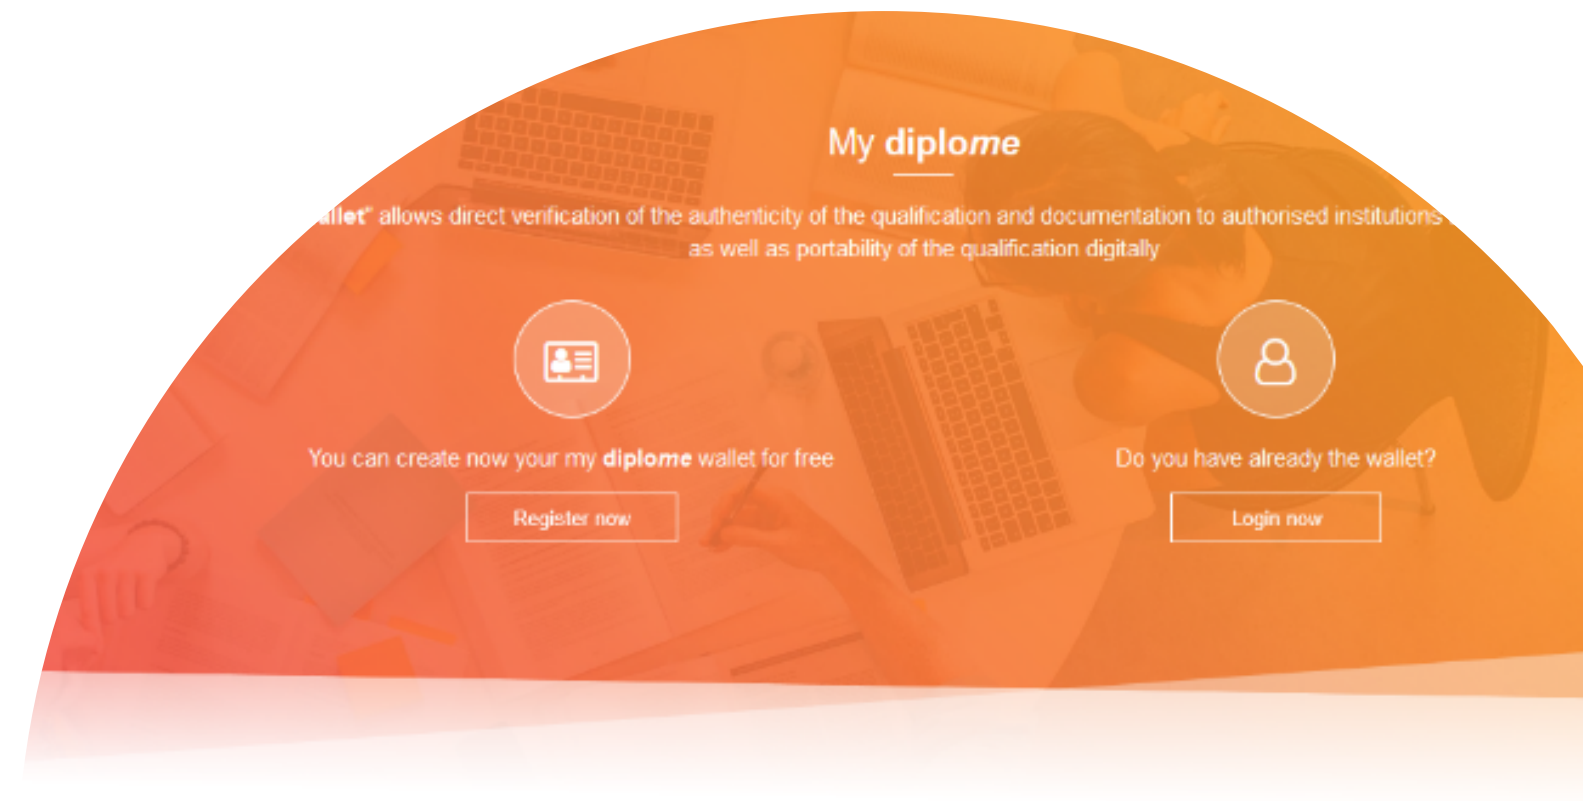 My diplome
allet" allows direct verification of the authenticity of the qualification and documentation to authorised institutions
as well as portability of the qualification digitally
You can create now your my diplome wallet for free
Do you have already the wallet?
Register now
Login now